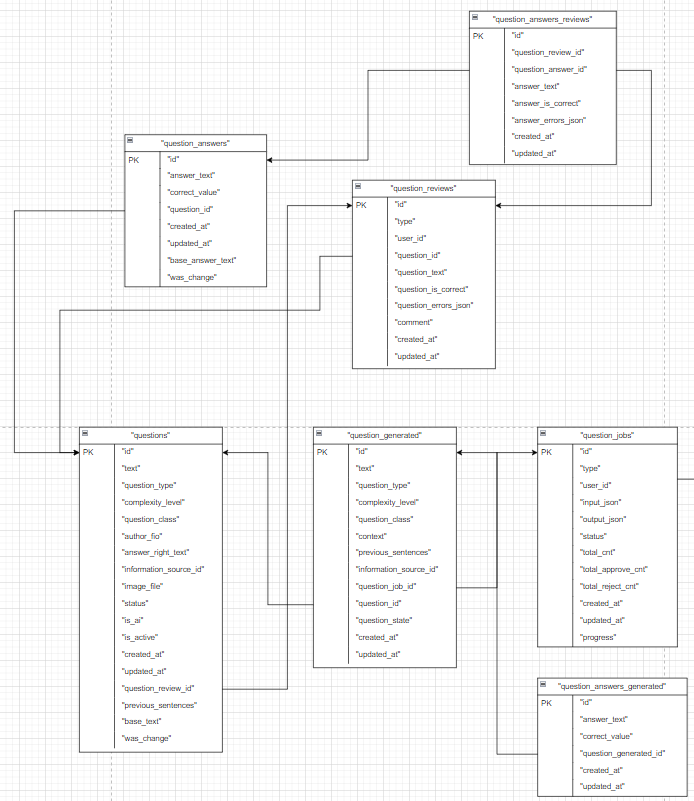 "question_answers_reviews"
PK "id"
"question_review_id"
"question_answer_id"
"answer_text"
"answer_is_correct"
"answer_errors_json"
"created_at"
"updated_at"
"question_answers"
PK "id"
"answer_text"
"correct_value"
"question_id"
"created_at"
"updated_at"
"base_answer_text"
"was_change"
"question_reviews"
PK "id"
"type"
"user_id"
"question_id"
"question_text"
"question_is_correct"
"question_errors_json"
"comment"
"created_at"
"updated_at"
"questions"
PK "id"
"text"
"question_type"
"complexity_level"
"question_class"
"author_fio"
"answer_right_text"
"information_source_id"
"image_file"
"status"
"is_ai"
"is_active"
"created_at"
"updated_at"
"question_review_id"
"previous_sentences"
"base_text"
"was_change"
"question_generated"
PK "id"
"text"
"question_type"
"complexity_level"
"question_class"
"context"
"previous_sentences"
"information_source_id"
"question_job_id"
"question_id"
"question_state"
"created_at"
"updated_at"
"question_jobs"
PK "id"
"type"
"user_id"
"input_json"
"output_json"
"status"
"total_cnt"
"total_approve_cnt"
"total_reject_cnt"
"created_at"
"updated_at"
"progress"
"question_answers_generated"
PK "id"
"answer_text"
"correct_value"
"question_generated_id"
"created_at"
"updated_at"